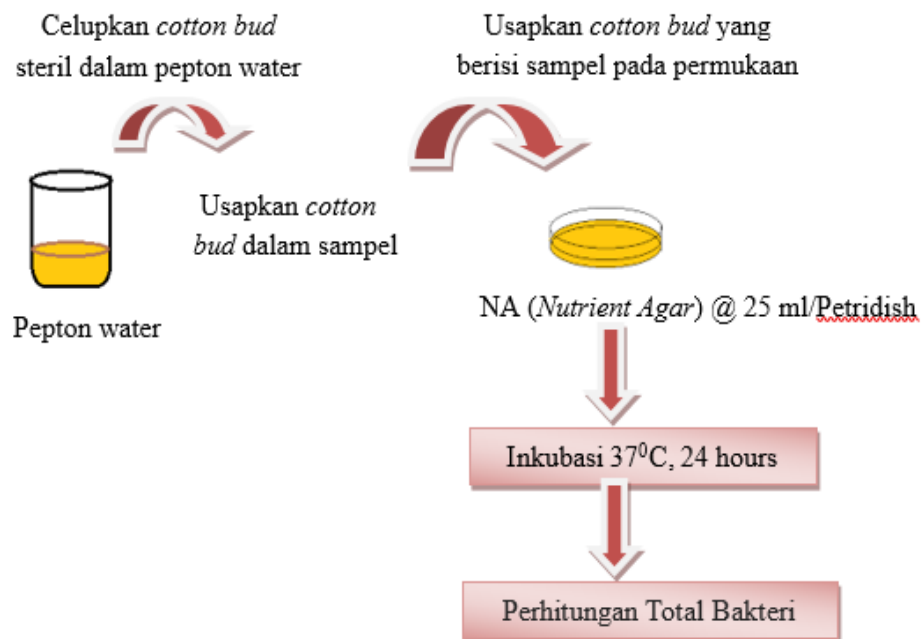 Celupkan cotton bud
steril dalam pepton water
Usapkan cotton bud yang
berisi sampel pada permukaan
Usapkan cotton
bud dalam sampel
Pepton water
NA (Nutrient Agar) @ 25 ml/Petridish
Inkubasi 37⁰C, 24 hours
Perhitungan Total Bakteri